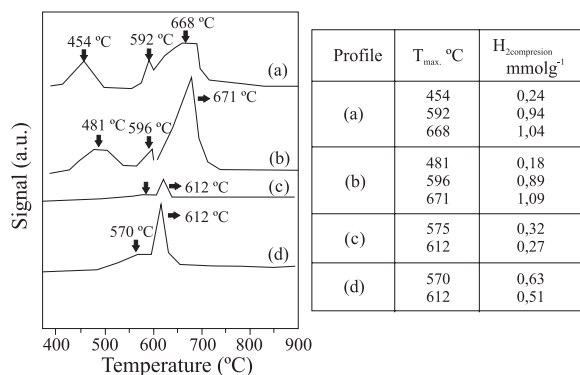 668 ºC
454 ºC
592 ºC
(a)
671 ºC
481 ºC
596 ºC
(b)
612 ºC
(c)
612 ºC
570 ºC
(d)
Signal (a.u.)
400 500 600 700 800 900
Temperature (ºC)
Profile Tmax. ºC H2compresion mmolg-1
(a)
454 0,24
592 0,94
668 1,04
(b)
481 0,18
596 0,89
671 1,09
(c)
575 0,32
612 0,27
(d)
570 0,63
612 0,51